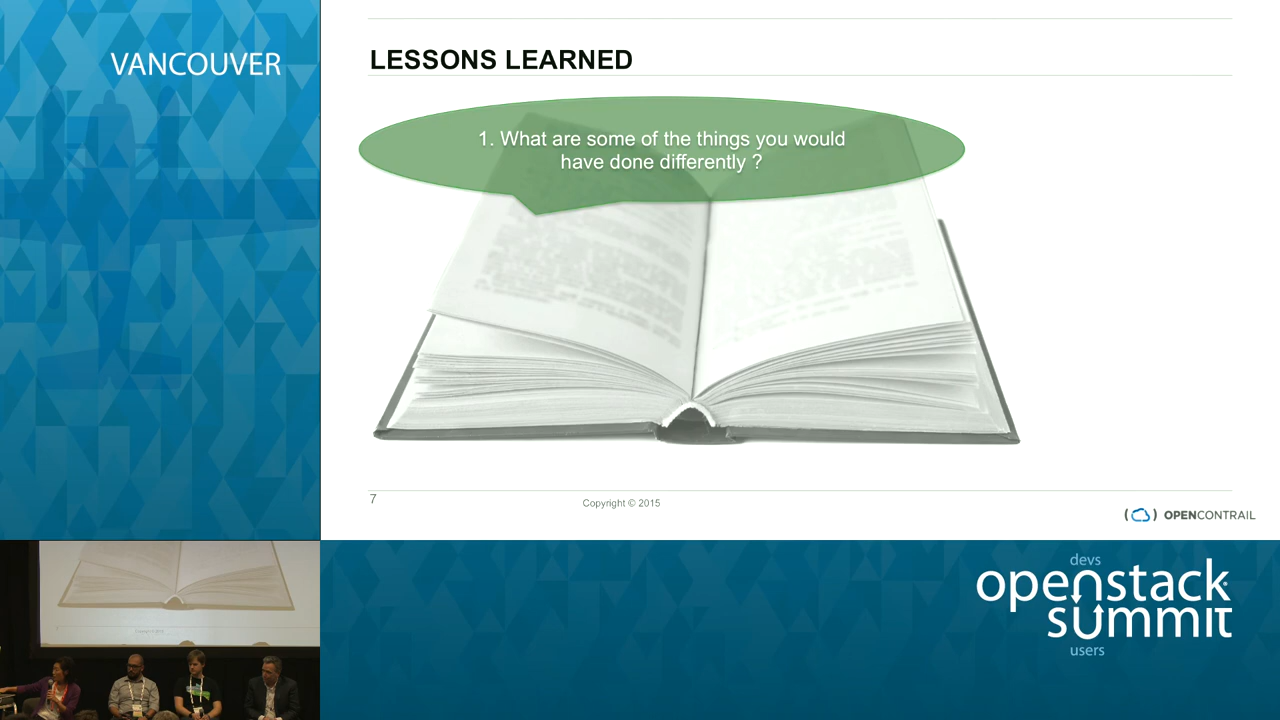 VANCOUVER
LESSONS LEARNED
1. What are some of the things you would
have done differently ?
7
Copyright © 2015
OPENCONTRAIL
devs
openstack
summit
users